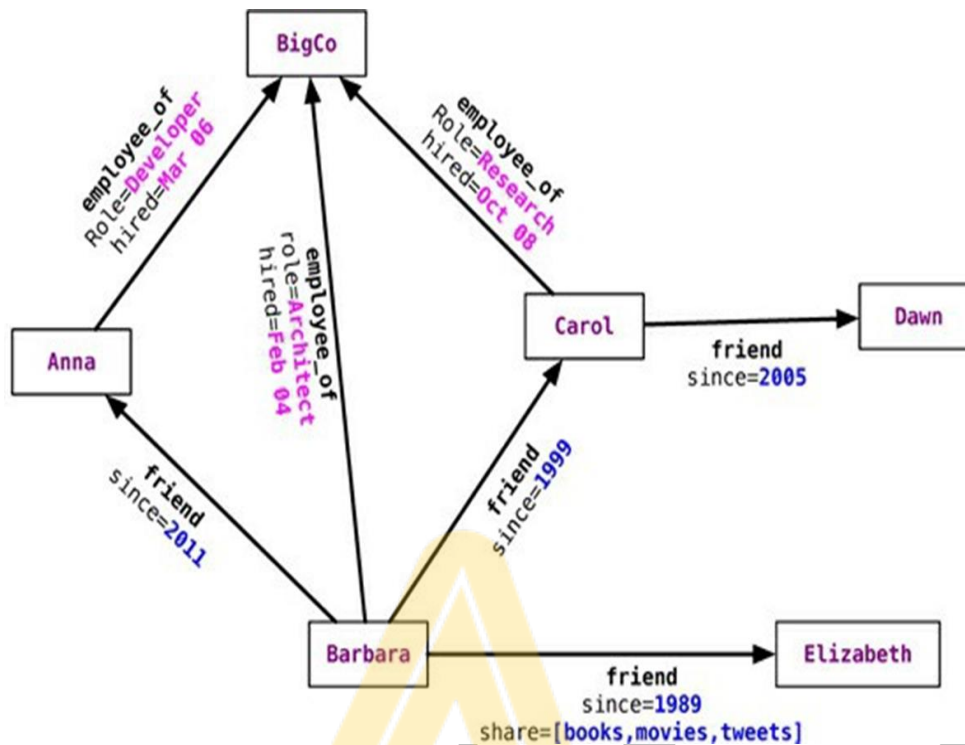 BigCo
employee_of
Role=Developer
hired=Mar 06
employee_of
Role=Research
hired=Oct 08
employee_of
role=Architect
hired=Feb 04
Anna
Carol
Dawn
friend
since=2005
friend
since=2011
friend
since=1999
Barbara
Elizabeth
friend
since=1989
share=[books,movies,tweets]